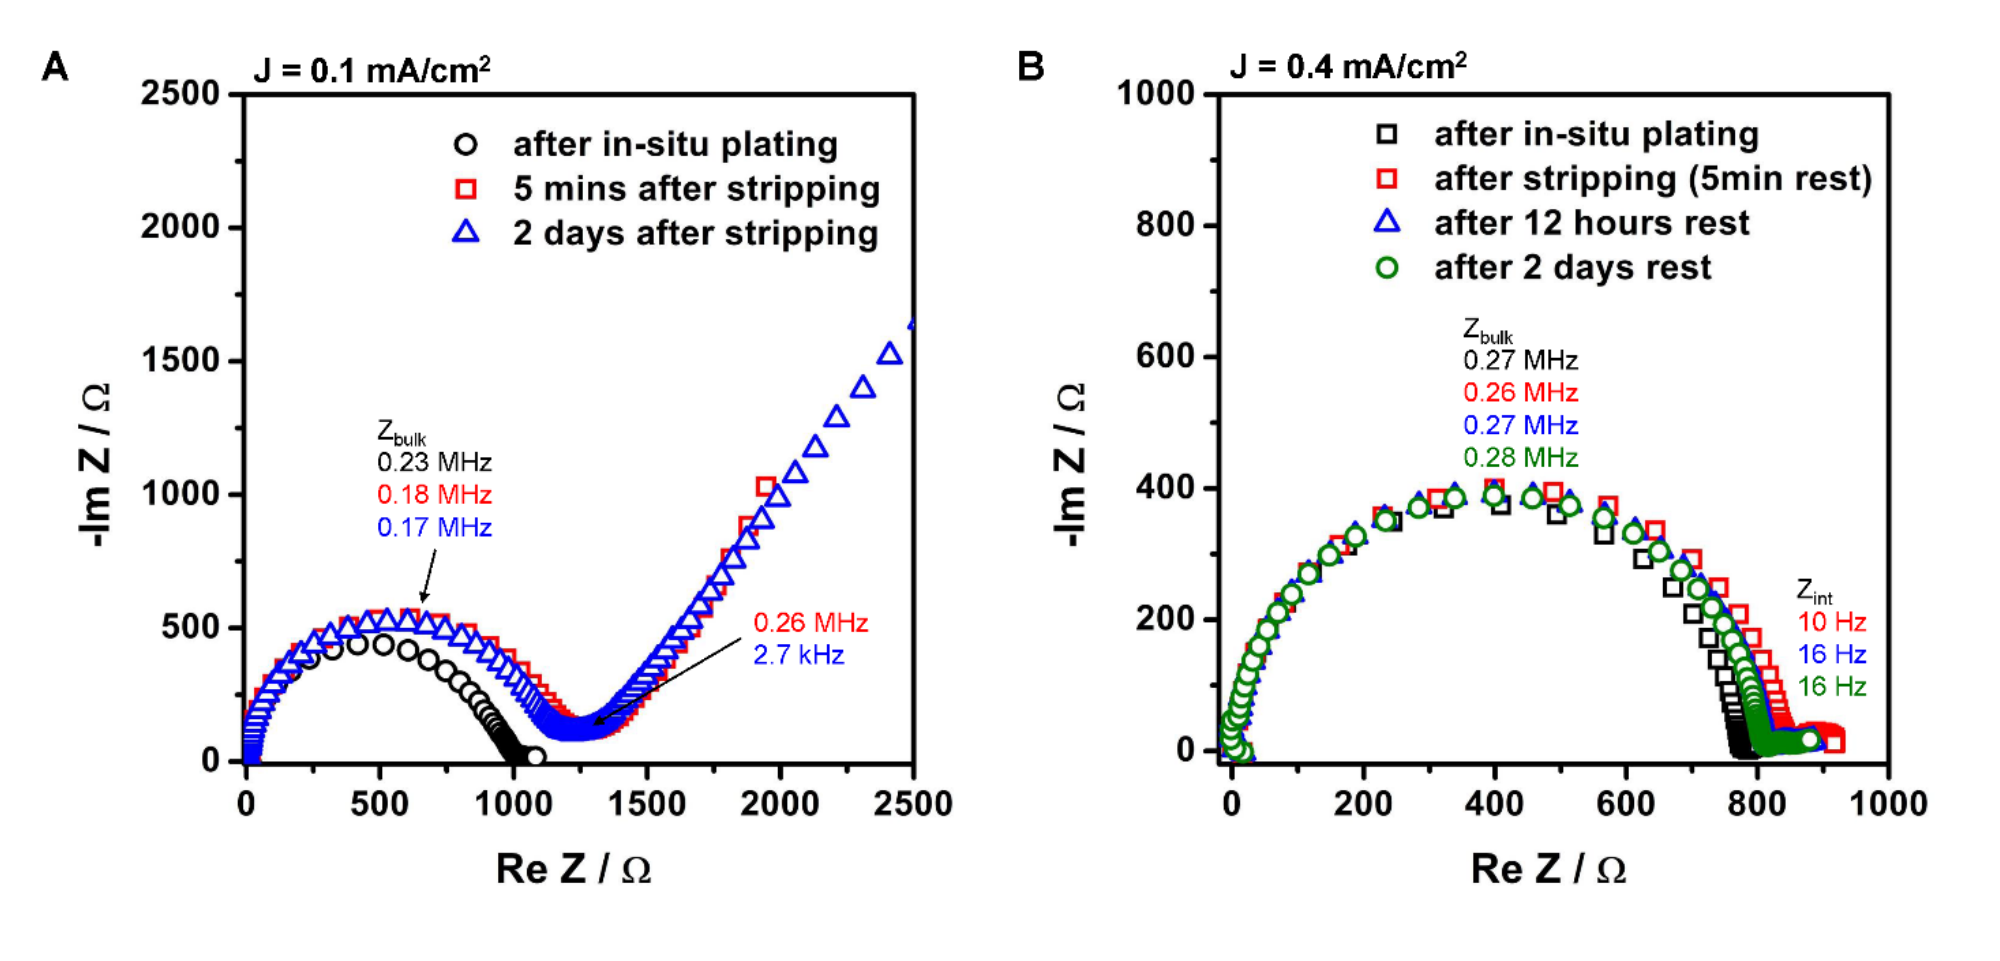 A
J = 0.1 mA/cm²
2500
2000
1500
1000
500
0
-Im Z / Ω
after in-situ plating
5 mins after stripping
2 days after stripping
Zbulk
0.23 MHz
0.18 MHz
0.17 MHz
0.26 MHz
2.7 kHz
0 500 1000 1500 2000 2500
Re Z / Ω
B
J = 0.4 mA/cm²
1000
800
600
400
200
0
-Im Z / Ω
after in-situ plating
after stripping (5min rest)
after 12 hours rest
after 2 days rest
Zbulk
0.27 MHz
0.26 MHz
0.27 MHz
0.28 MHz
Zint
10 Hz
16 Hz
16 Hz
0 200 400 600 800 1000
Re Z / Ω